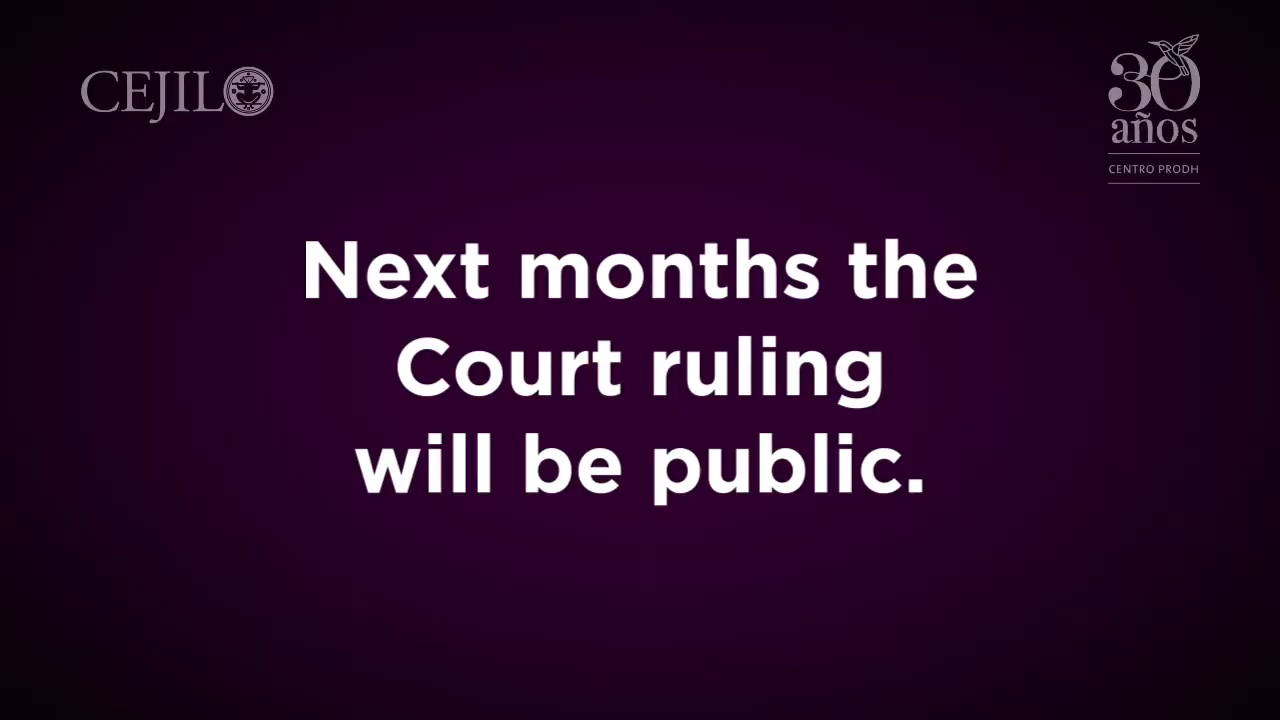 CEJIL
30
años
CENTRO PRODH
Next months the
Court ruling
will be public.